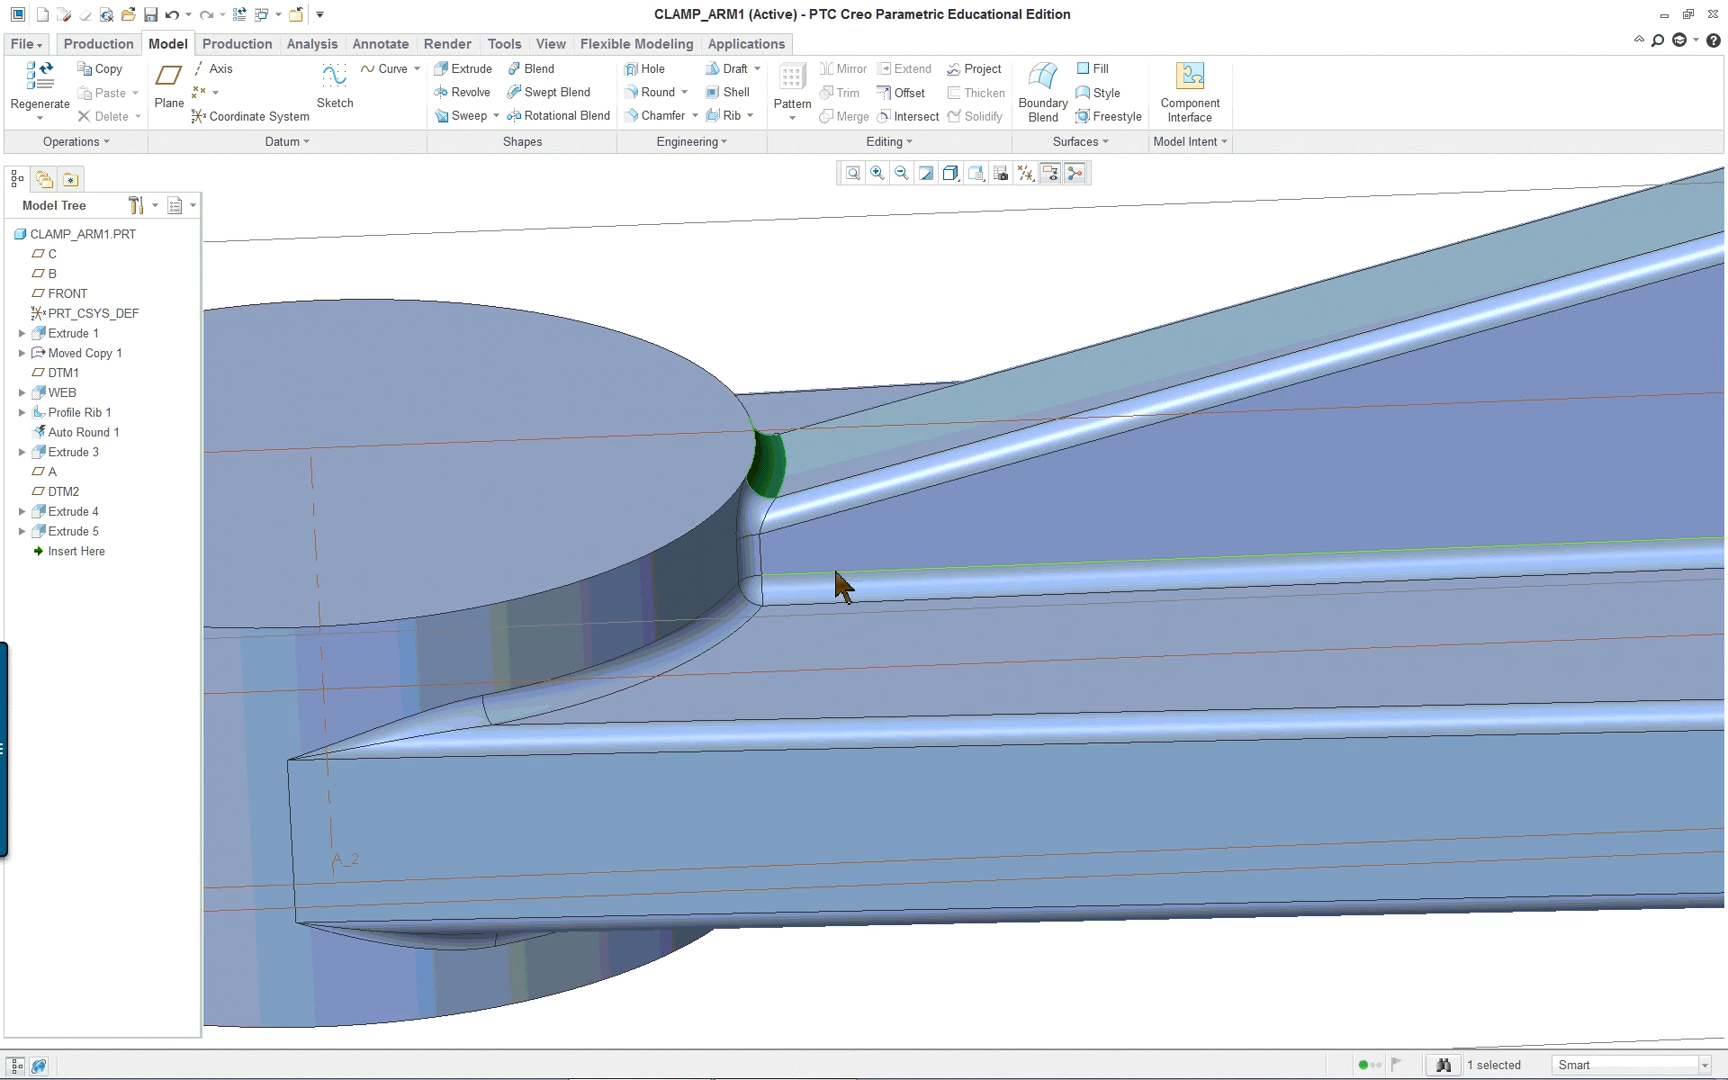 CLAMP_ARM1 (Active) - PTC Creo Parametric Educational Edition
File Production Model Production Analysis Annotate Render Tools View Flexible Modeling Applications
Regenerate
Copy
Paste
Delete
Operations
Plane
Axis
Coordinate System
Sketch
Curve
Datum
Extrude
Revolve
Sweep
Blend
Swept Blend
Rotational Blend
Shapes
Hole
Round
Chamfer
Draft
Shell
Rib
Engineering
Pattern
Mirror
Trim
Merge
Extend
Offset
Intersect
Project
Thicken
Solidify
Editing
Boundary
Blend
Fill
Style
Freestyle
Surfaces
Component
Interface
Model Intent
Model Tree
CLAMP_ARM1.PRT
C
B
FRONT
PRT_CSYS_DEF
Extrude 1
Moved Copy 1
DTM1
WEB
Profile Rib 1
Auto Round 1
Extrude 3
A
DTM2
Extrude 4
Extrude 5
Insert Here
A_2
1 selected
Smart